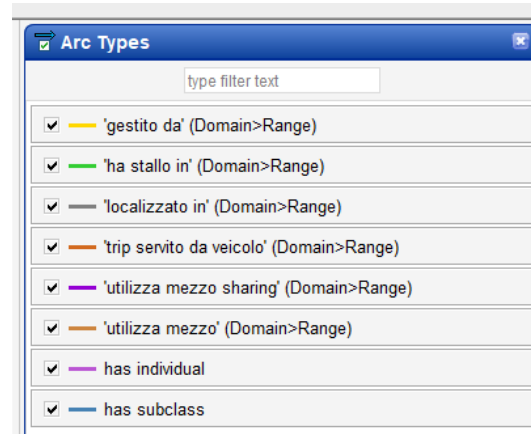 Arc Types
type filter text
'gestito da' (Domain>Range)
'ha stallo in' (Domain>Range)
'localizzato in' (Domain>Range)
'trip servito da veicolo' (Domain>Range)
'utilizza mezzo sharing' (Domain>Range)
'utilizza mezzo' (Domain>Range)
has individual
has subclass